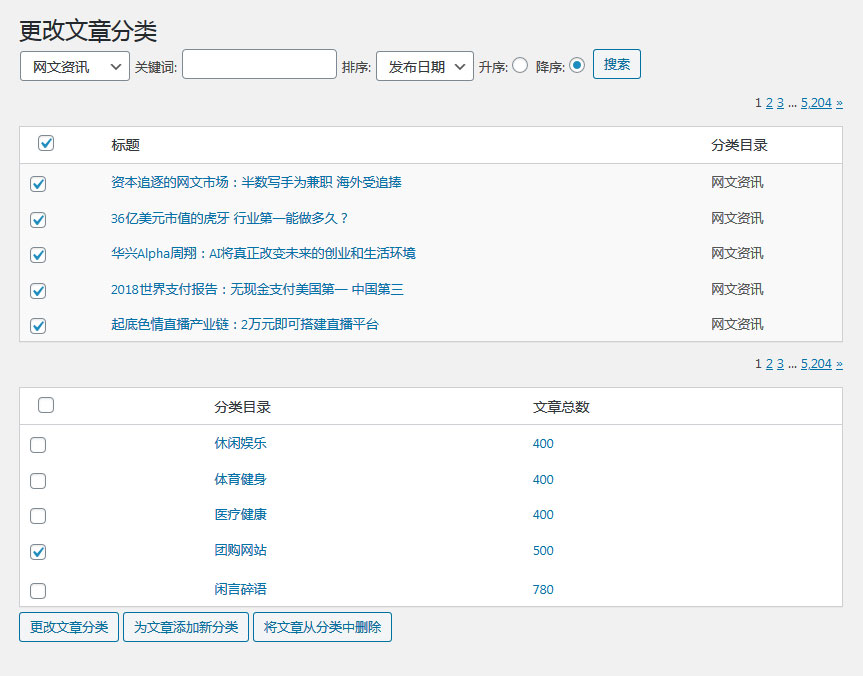 更改文章分类
网文资讯 关键词: 排序: 发布日期 升序: 降序: 搜索
1 2 3 ... 5,204 »
标题 分类目录
资本追逐的网文市场：半数写手为兼职 海外受追捧 网文资讯
36亿美元市值的虎牙 行业第一能做多久？ 网文资讯
华兴Alpha周翔：AI将真正改变未来的创业和生活环境 网文资讯
2018世界支付报告：无现金支付美国第一 中国第三 网文资讯
起底色情直播产业链：2万元即可搭建直播平台 网文资讯
1 2 3 ... 5,204 »
分类目录 文章总数
休闲娱乐 400
体育健身 400
医疗健康 400
团购网站 500
闲言碎语 780
更改文章分类 为文章添加新分类 将文章从分类中删除